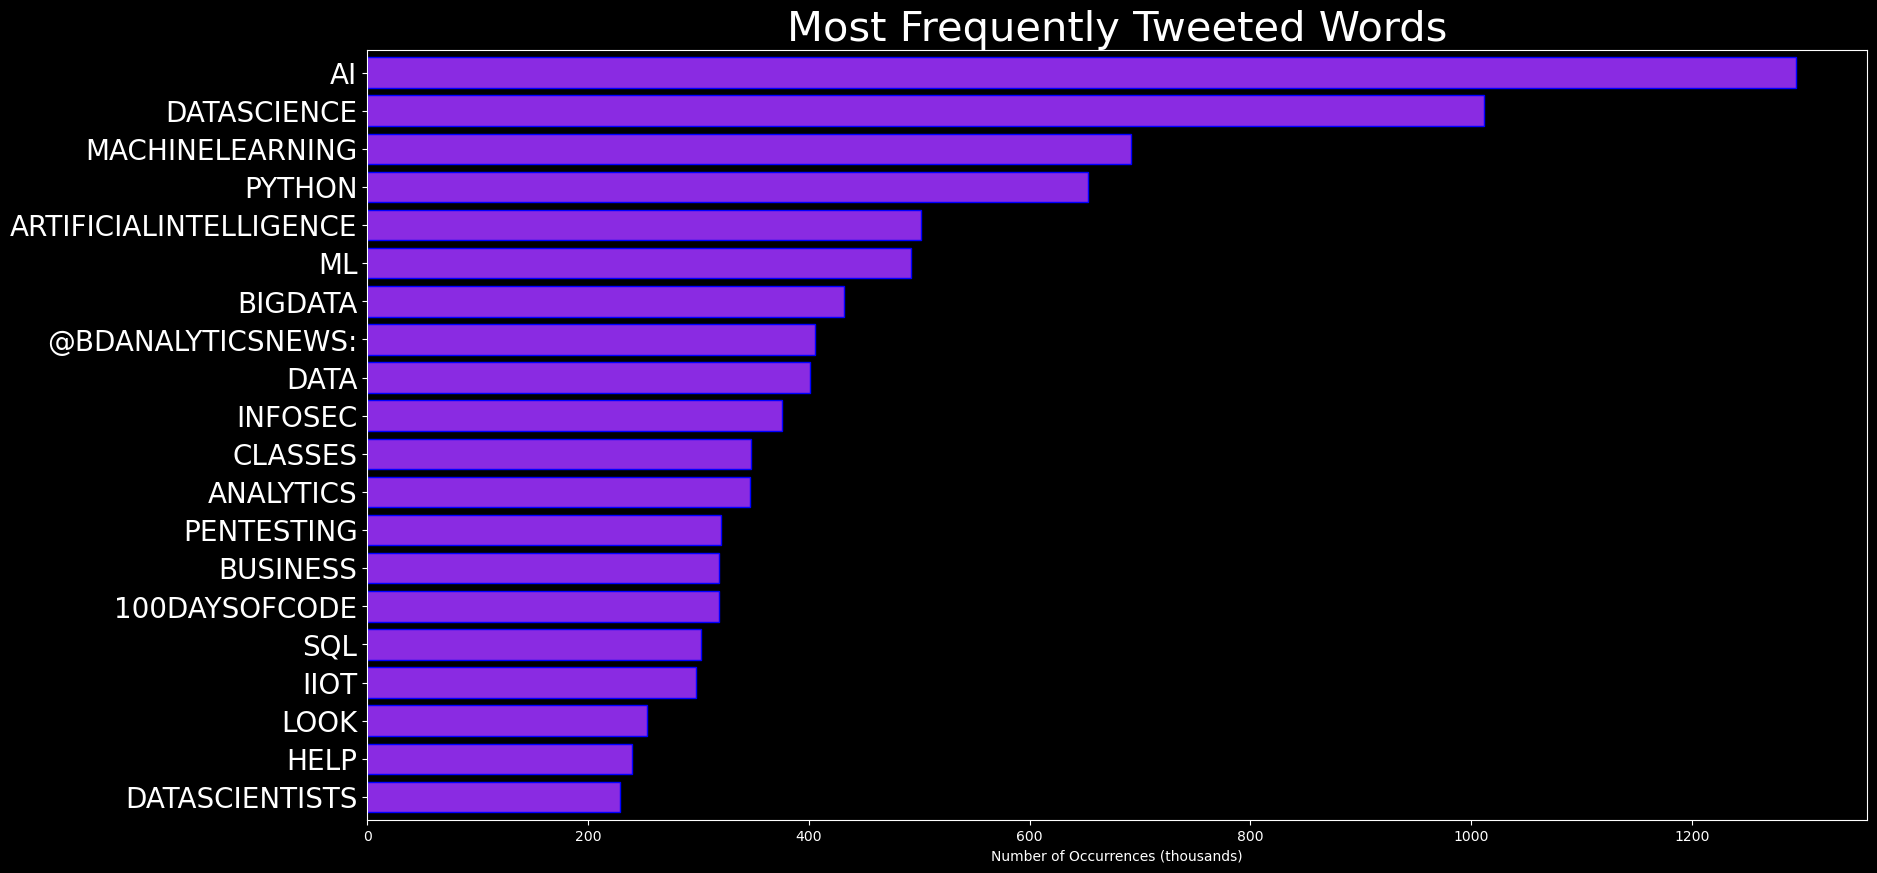 Most Frequently Tweeted Words
AI
DATASCIENCE
MACHINELEARNING
PYTHON
ARTIFICIALINTELLIGENCE
ML
BIGDATA
@BDANALYTICSNEWS:
DATA
INFOSEC
CLASSES
ANALYTICS
PENTESTING
BUSINESS
100DAYSOFCODE
SQL
IIOT
LOOK
HELP
DATASCIENTISTS
0 200 400 600 800 1000 1200
Number of Occurrences (thousands)